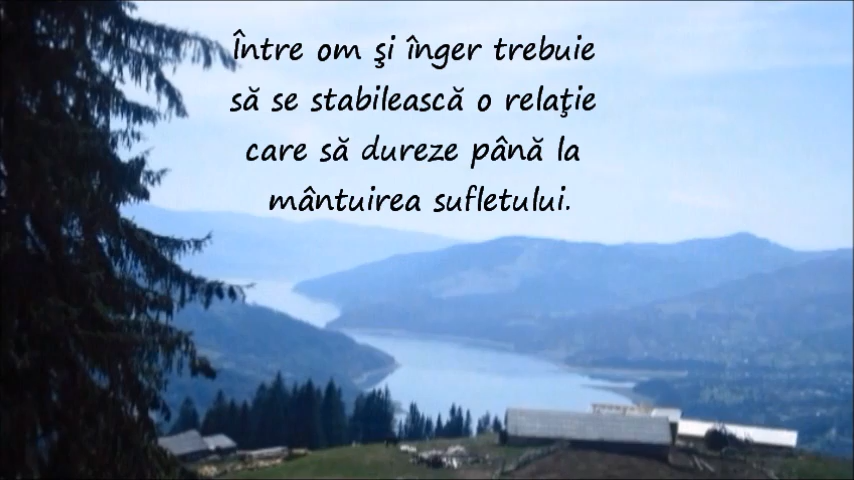 Între om şi înger trebuie
să se stabilească o relaţie
care să dureze până la
mântuirea sufletului.